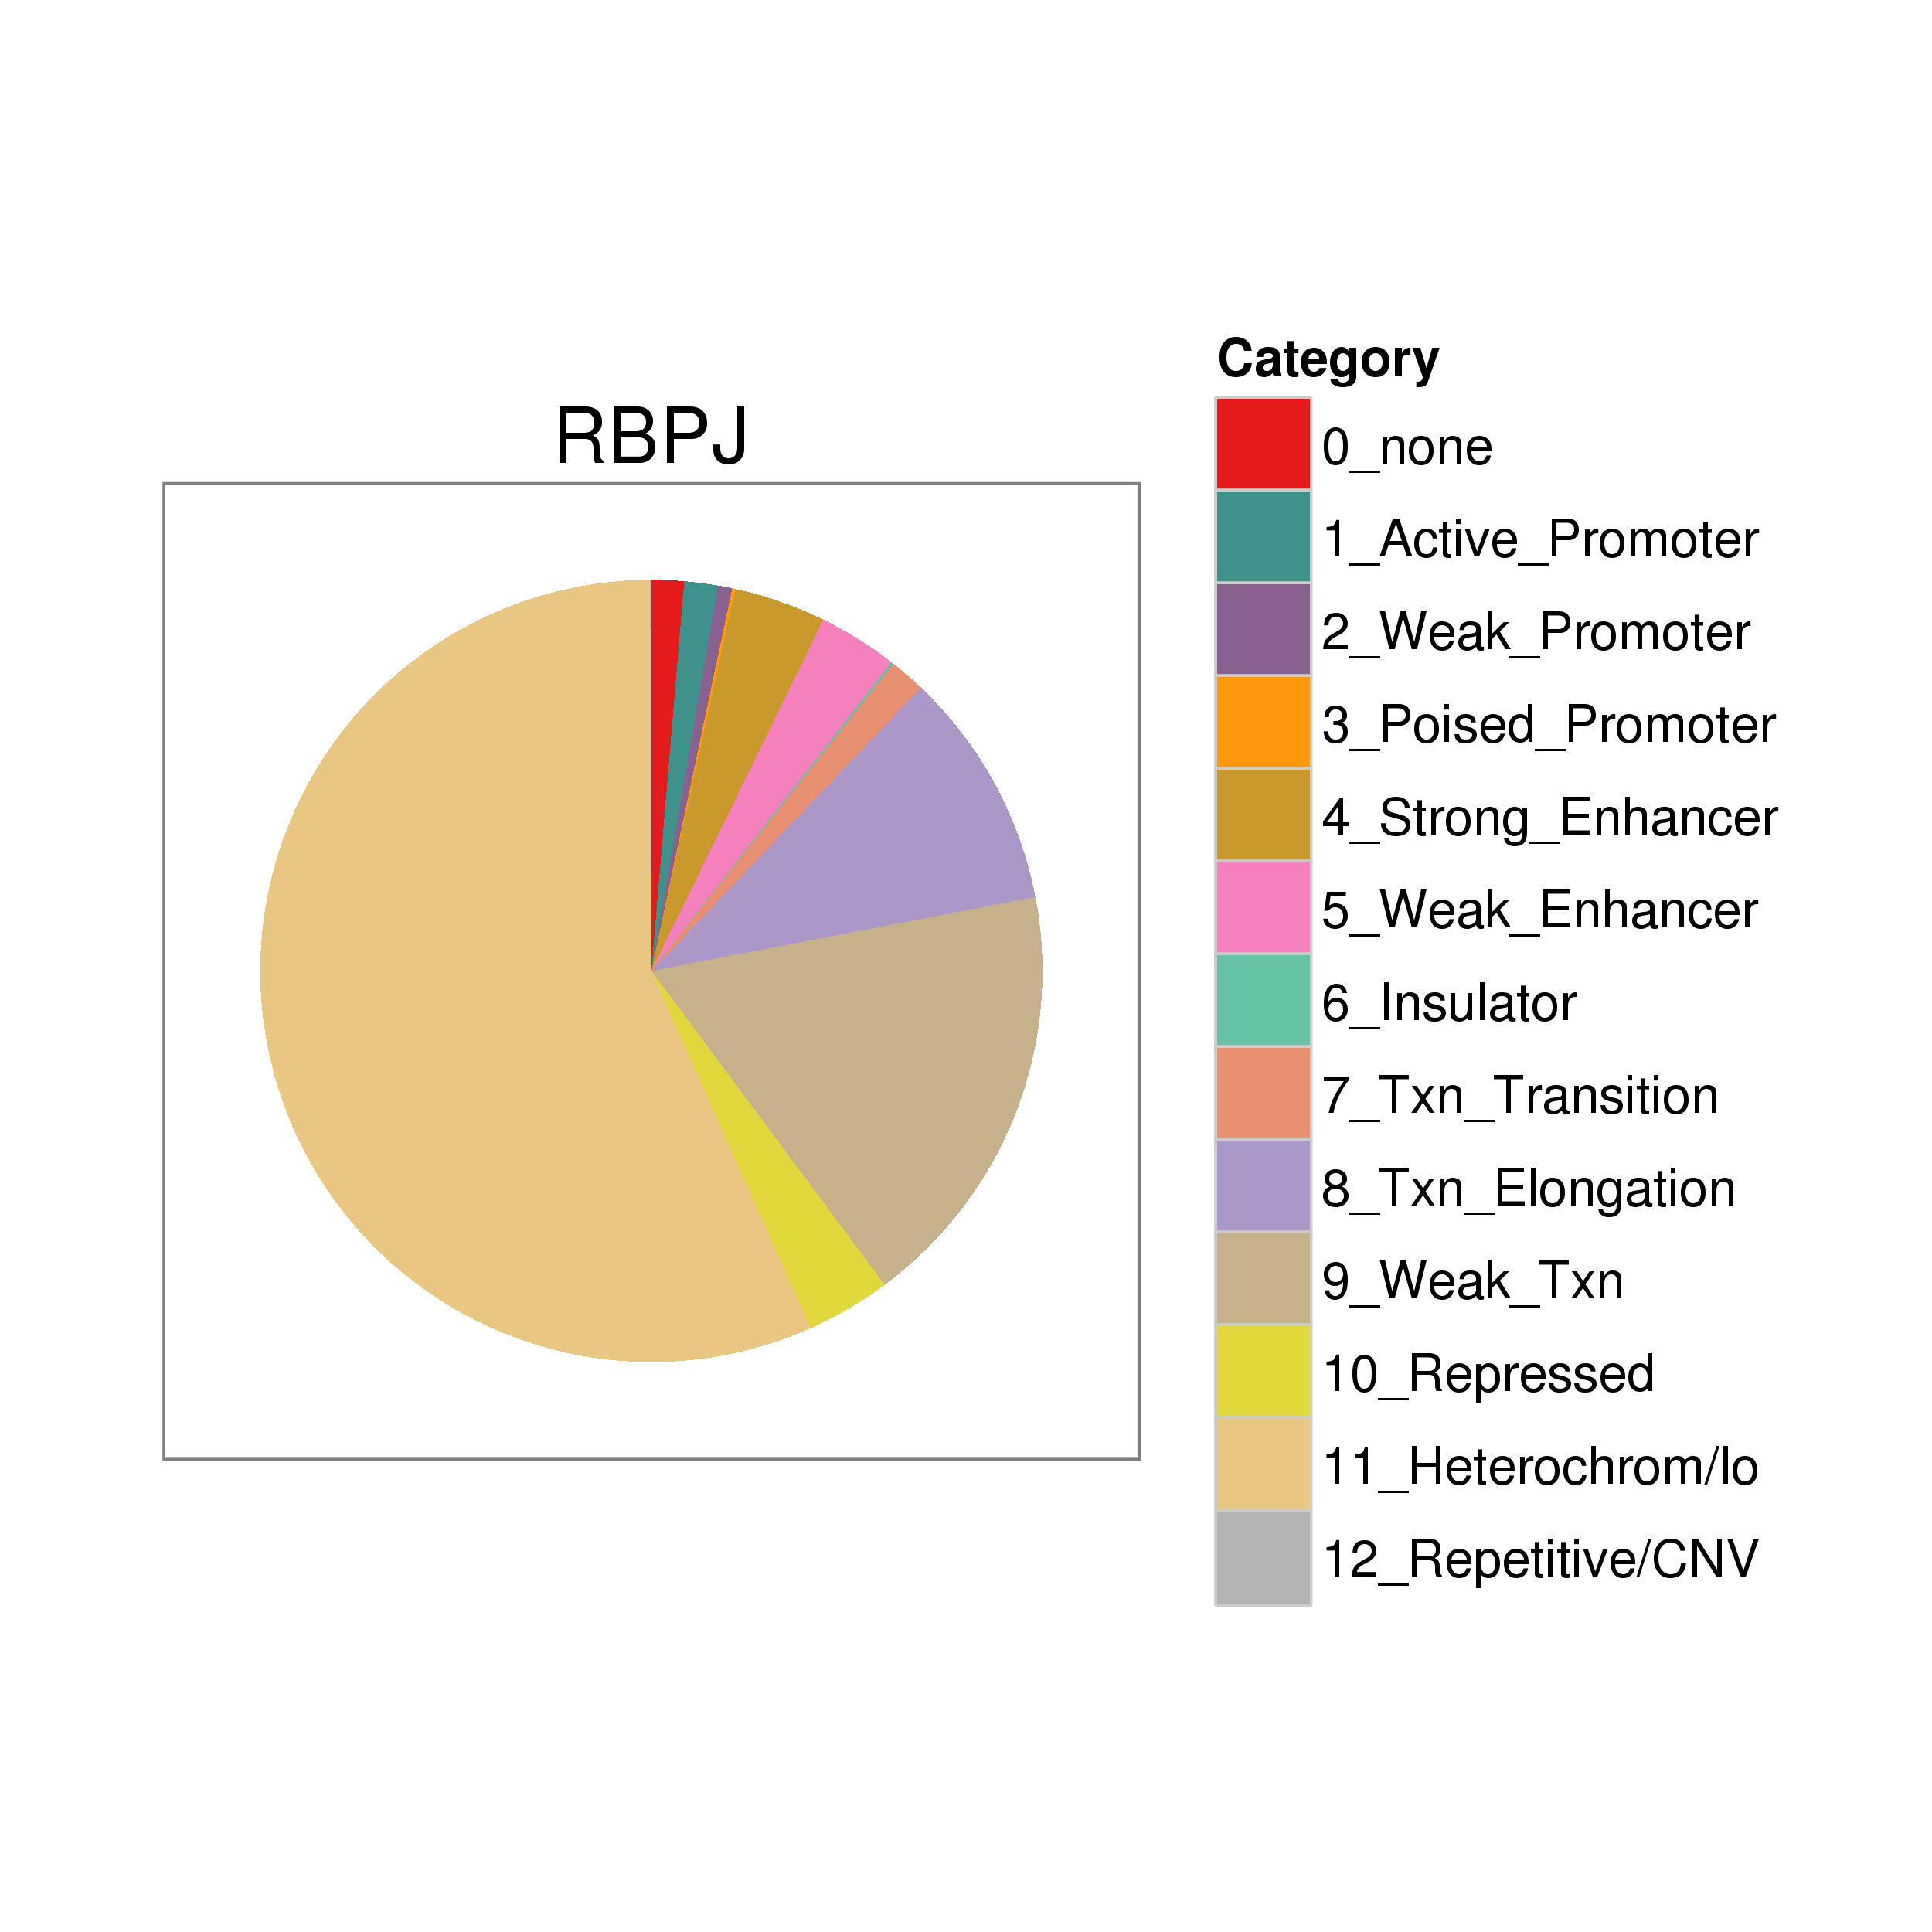 RBPJ
Category
0_none
1_Active_Promoter
2_Weak_Promoter
3_Poised_Promoter
4_Strong_Enhancer
5_Weak_Enhancer
6_Insulator
7_Txn_Transition
8_Txn_Elongation
9_Weak_Txn
10_Repressed
11_Heterochrom/lo
12_Repetitive/CNV